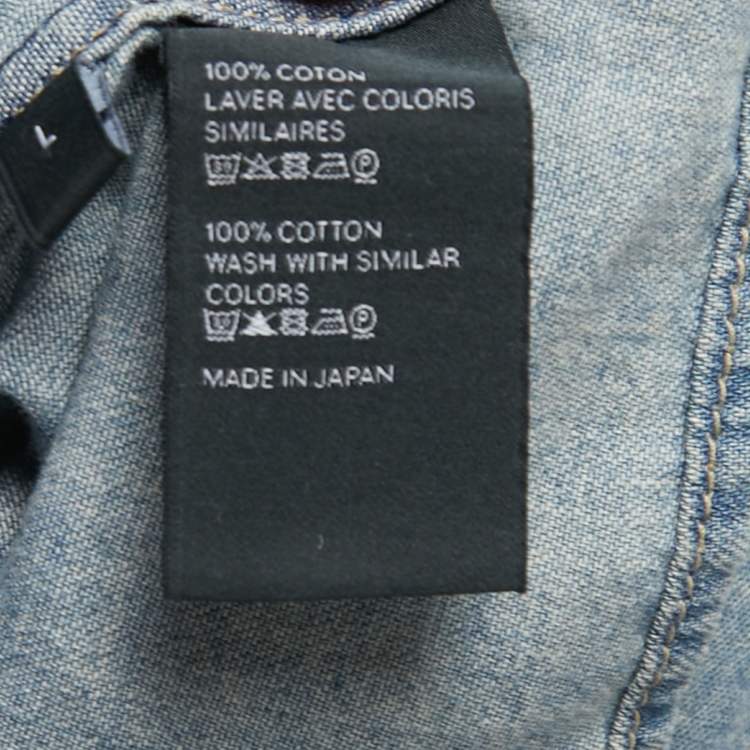 L
100% COTON
LAVER AVEC COLORIS
SIMILAIRES
100% COTTON
WASH WITH SIMILAR
COLORS
MADE IN JAPAN